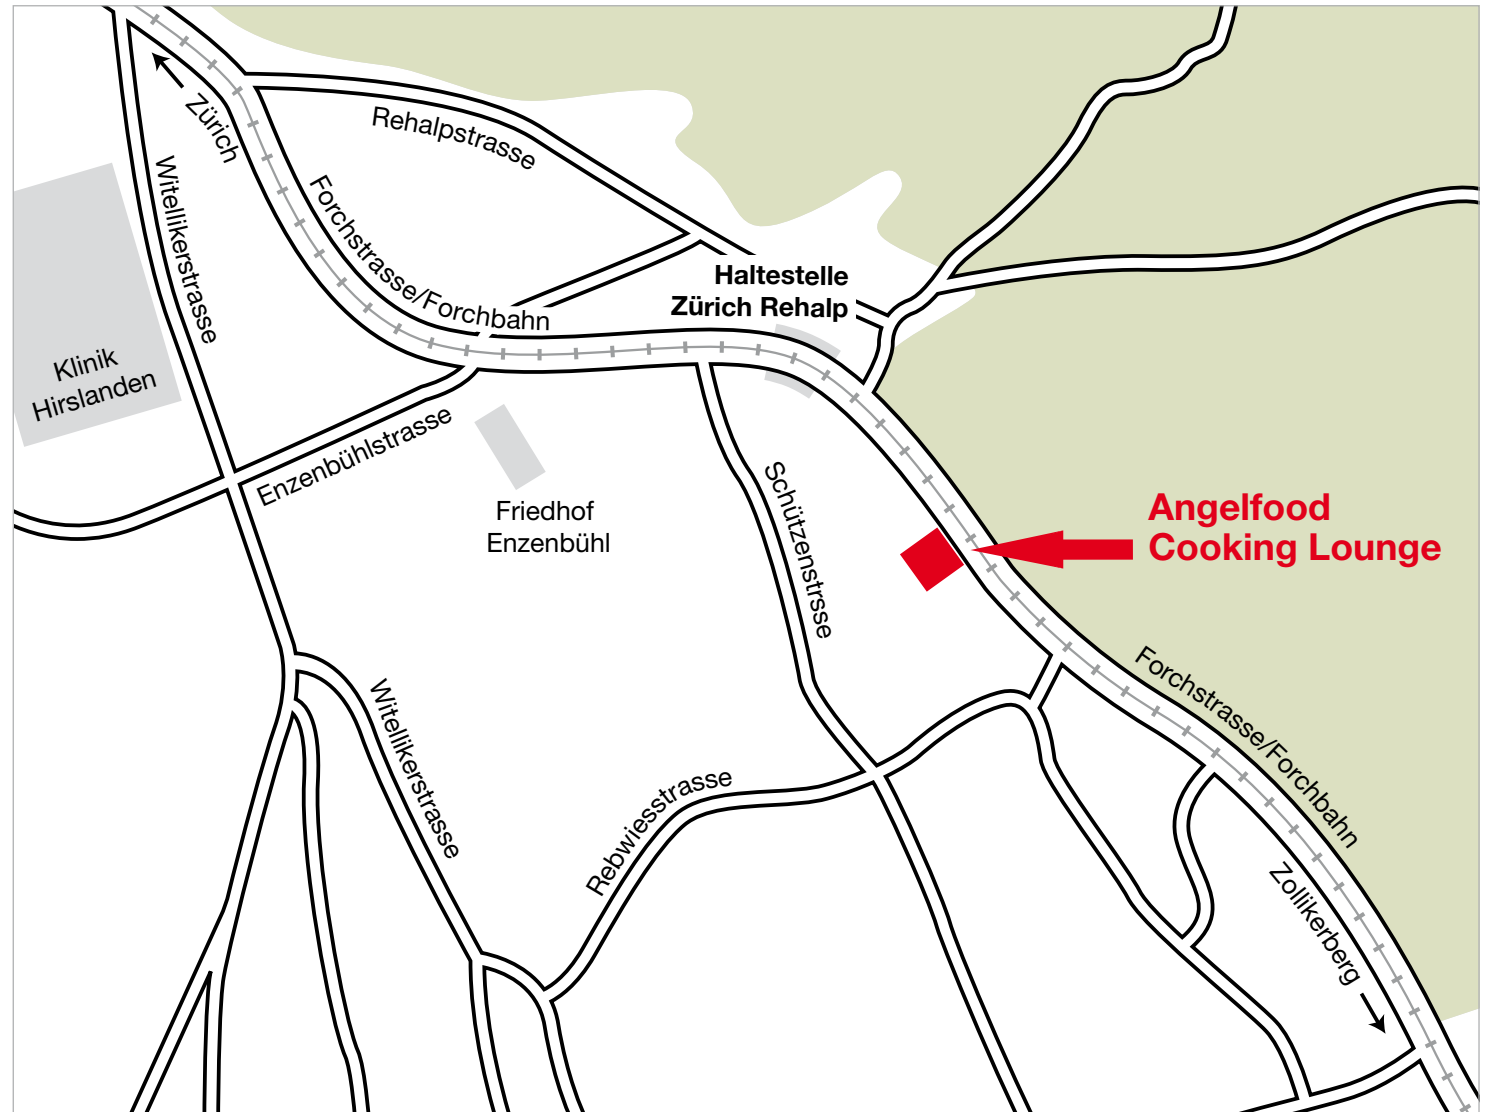 Zürich
Rehalpstrasse
Witellikerstrasse
Forchstrasse/Forchbahn
Haltestelle
Zürich Rehalp
Klinik
Hirslanden
Enzenbühlstrasse
Friedhof
Enzenbühl
Schützenstrsse
Angelfood
Cooking Lounge
Witellikerstrasse
Forchstrasse/Forchbahn
Rebwiesstrasse
Zollikerberg